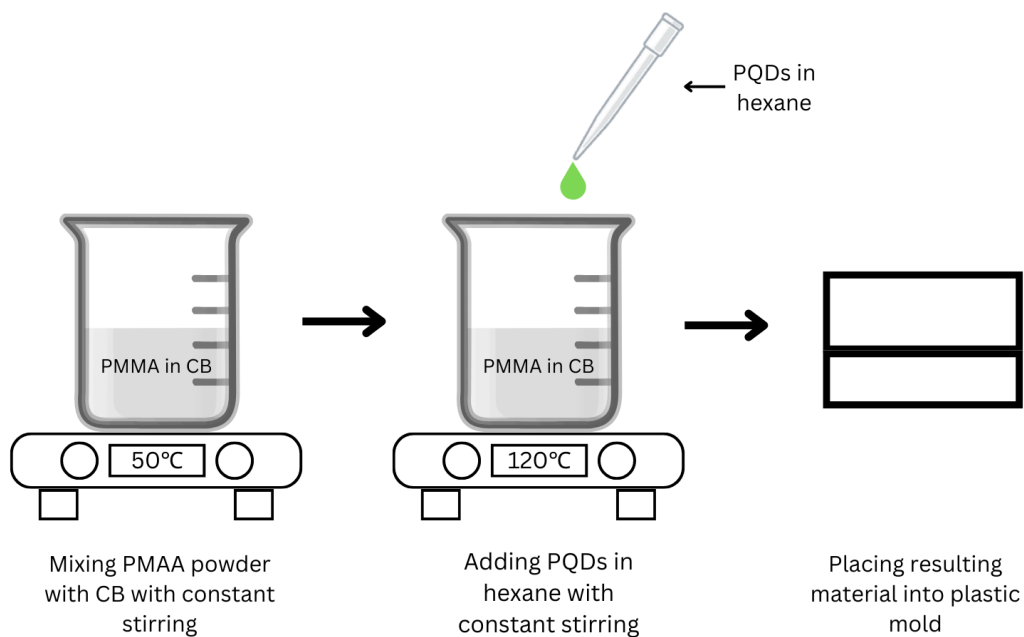 PQDs in
hexane
PMMA in CB
PMMA in CB
50°C
120°C
Mixing PMAA powder
with CB with constant
stirring
Adding PQDs in
hexane with
constant stirring
Placing resulting
material into plastic
mold